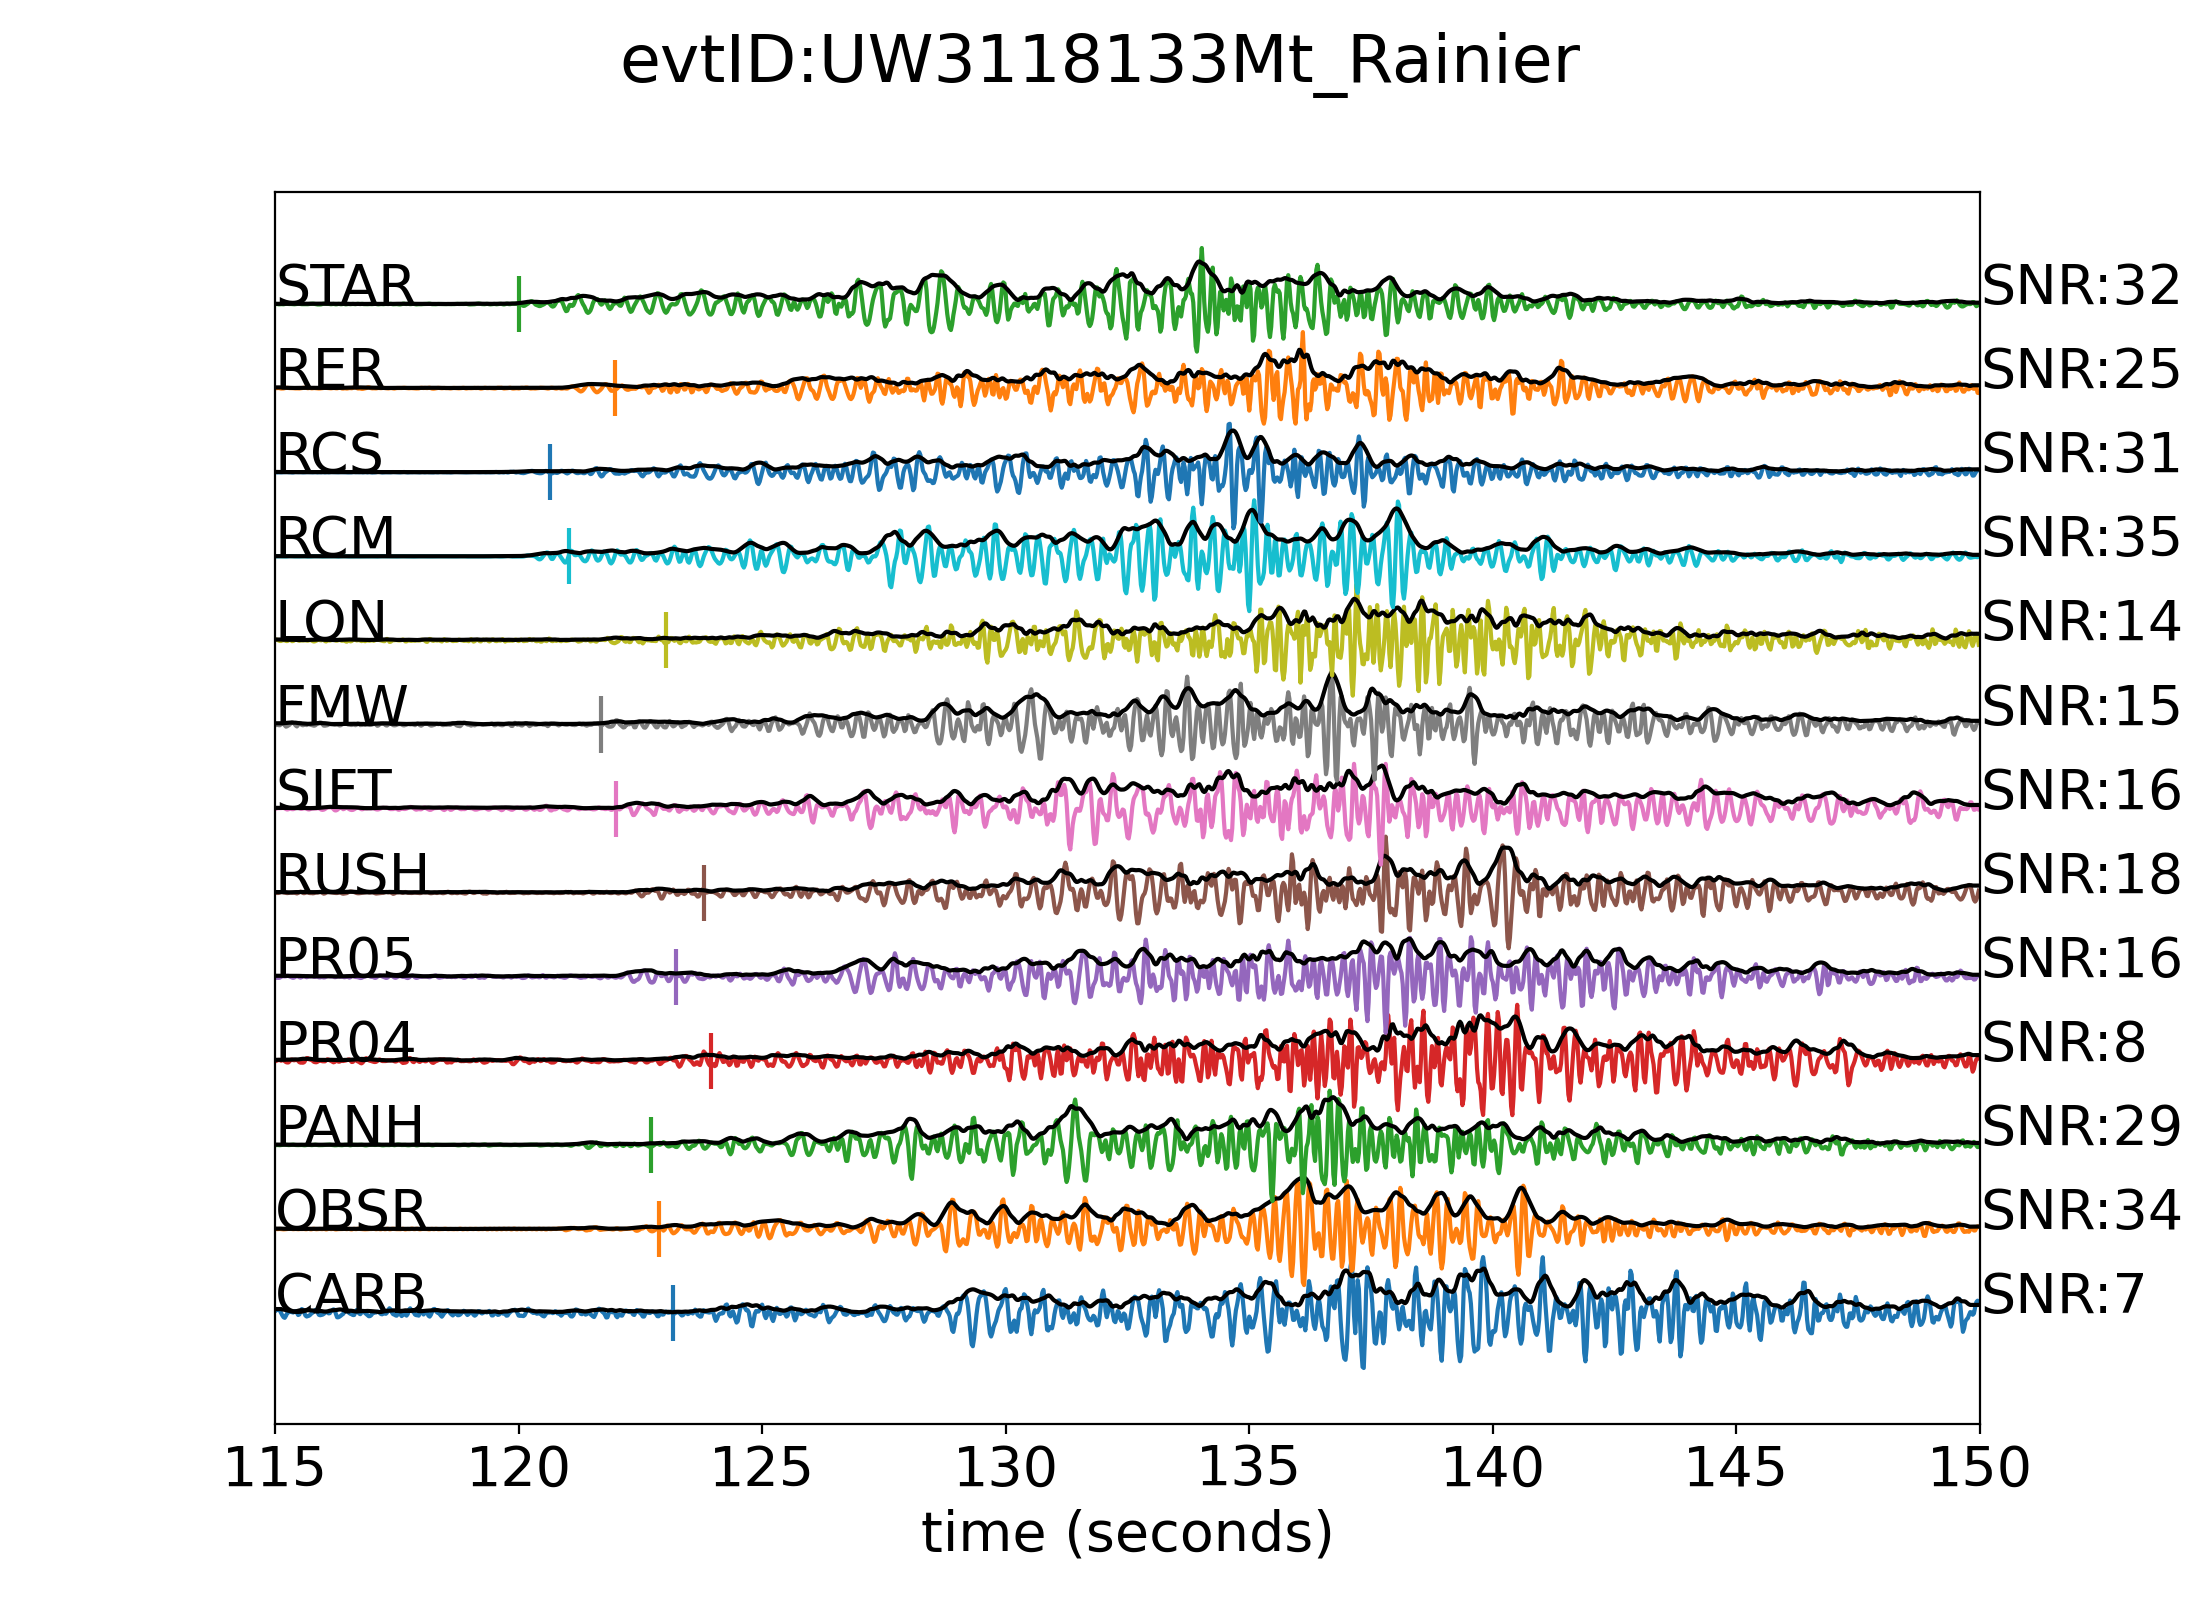 evtID:UW3118133Mt_Rainier
STAR SNR:32
RER SNR:25
RCS SNR:31
RCM SNR:35
LON SNR:14
FMW SNR:15
SIFT SNR:16
RUSH SNR:18
PR05 SNR:16
PR04 SNR:8
PANH SNR:29
OBSR SNR:34
CARB SNR:7
115 120 125 130 135 140 145 150
time (seconds)